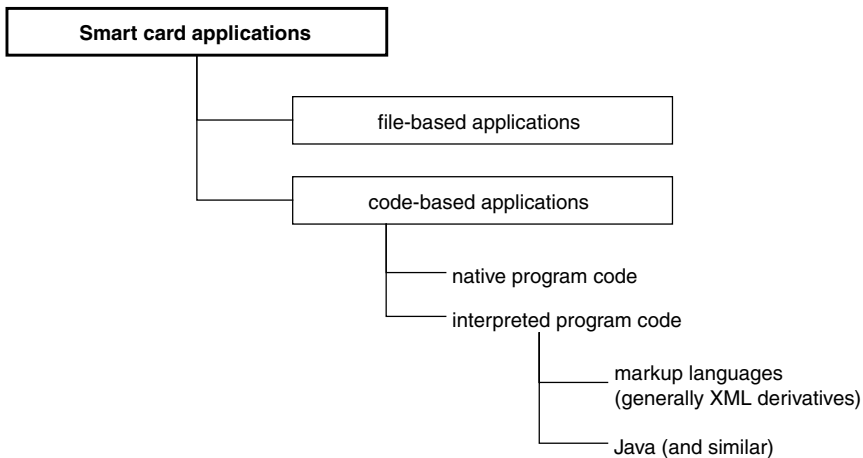 Smart card applications
file-based applications
code-based applications
native program code
interpreted program code
markup languages
(generally XML derivatives)
Java (and similar)